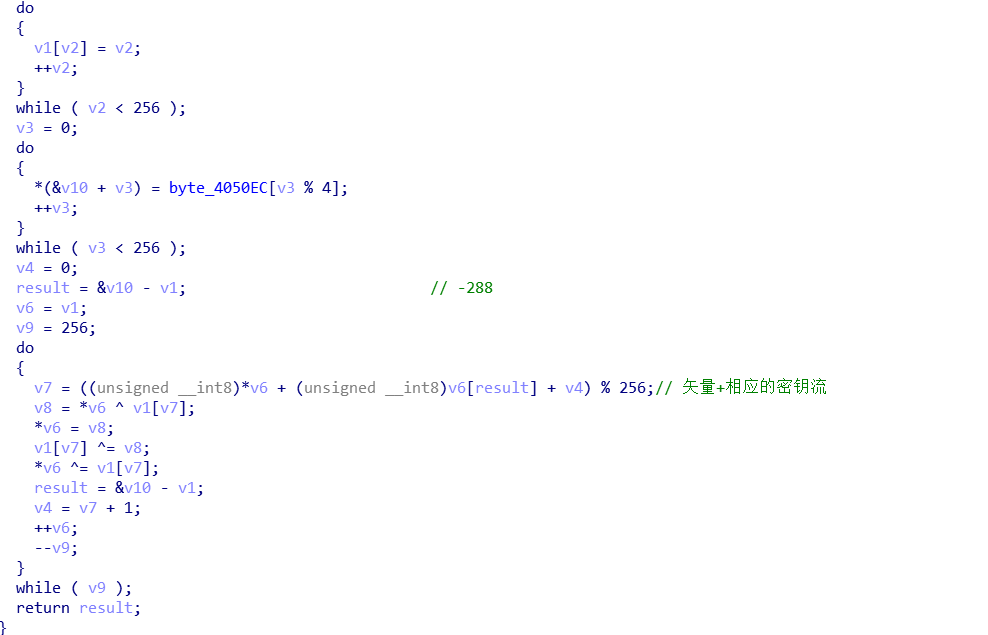 do
{
v1[v2] = v2;
++v2;
}
while ( v2 < 256 );
v3 = 0;
do
{
*(&v10 + v3) = byte_4050EC[v3 % 4];
++v3;
}
while ( v3 < 256 );
v4 = 0;
result = &v10 - v1; // -288
v6 = v1;
v9 = 256;
do
{
v7 = ((unsigned __int8)*v6 + (unsigned __int8)v6[result] + v4) % 256;// 矢量+相应的密钥流
v8 = *v6 ^ v1[v7];
*v6 = v8;
v1[v7] ^= v8;
*v6 ^= v1[v7];
result = &v10 - v1;
v4 = v7 + 1;
++v6;
--v9;
}
while ( v9 );
return result;
}